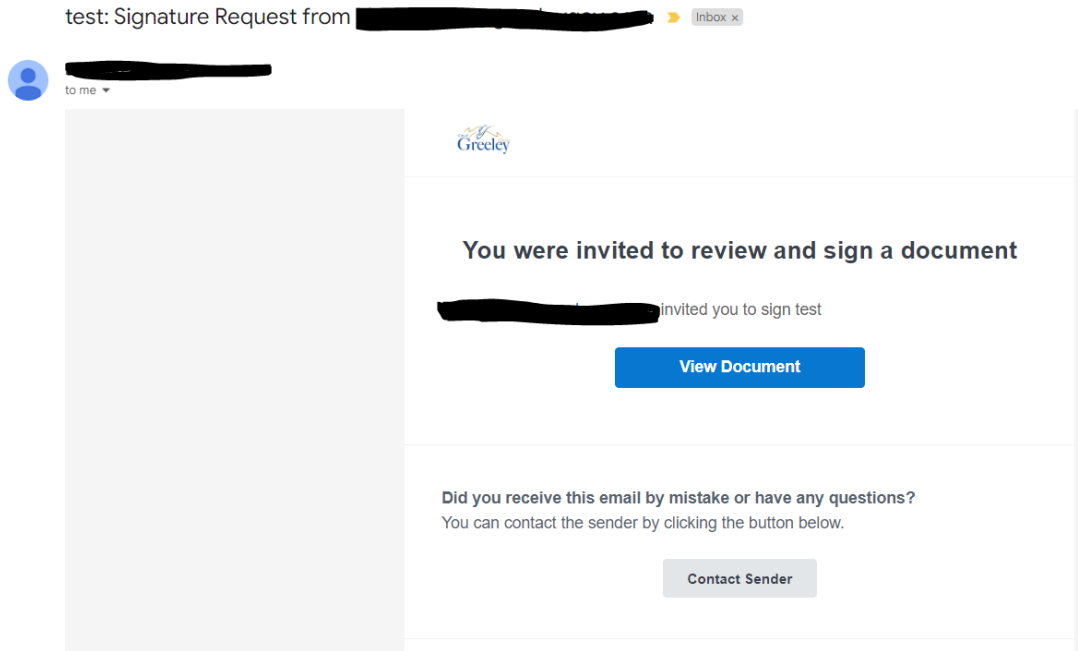 test: Signature Request from
Inbox ×
to me
Greeley
You were invited to review and sign a document
invited you to sign test
View Document
Did you receive this email by mistake or have any questions?
You can contact the sender by clicking the button below.
Contact Sender